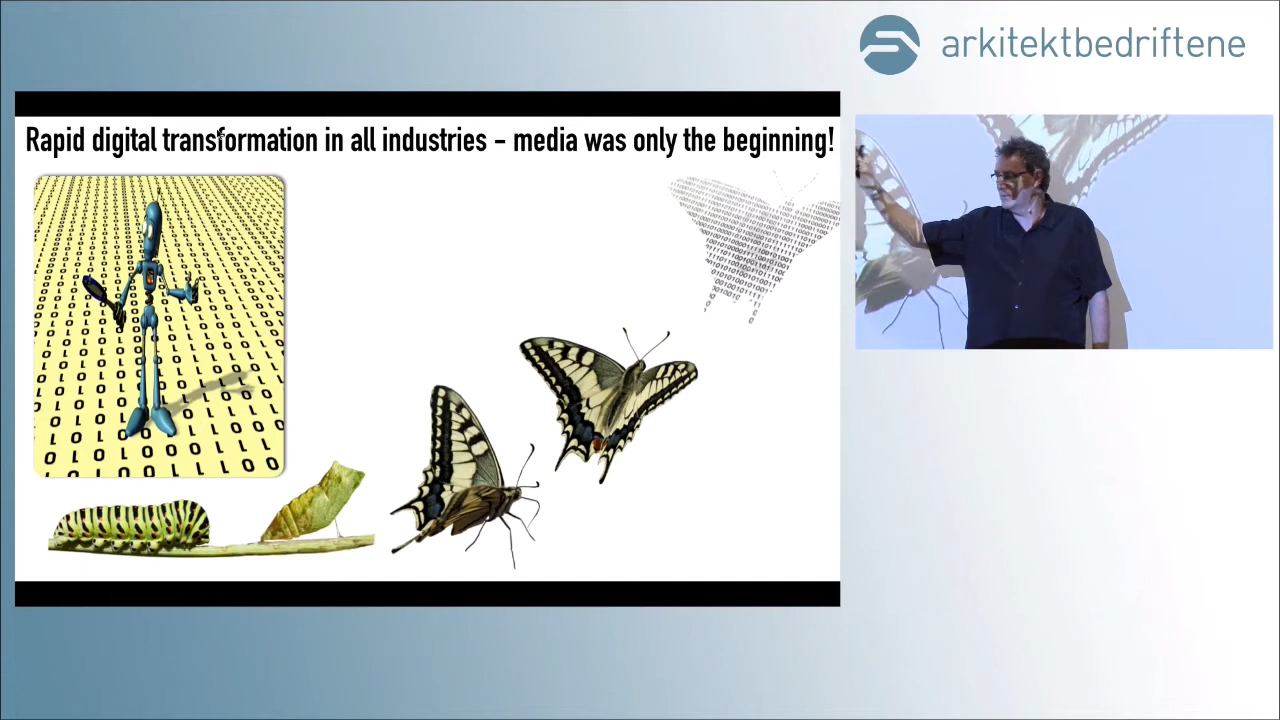 arkitektbedriftene
Rapid digital transformation in all industries – media was only the beginning!